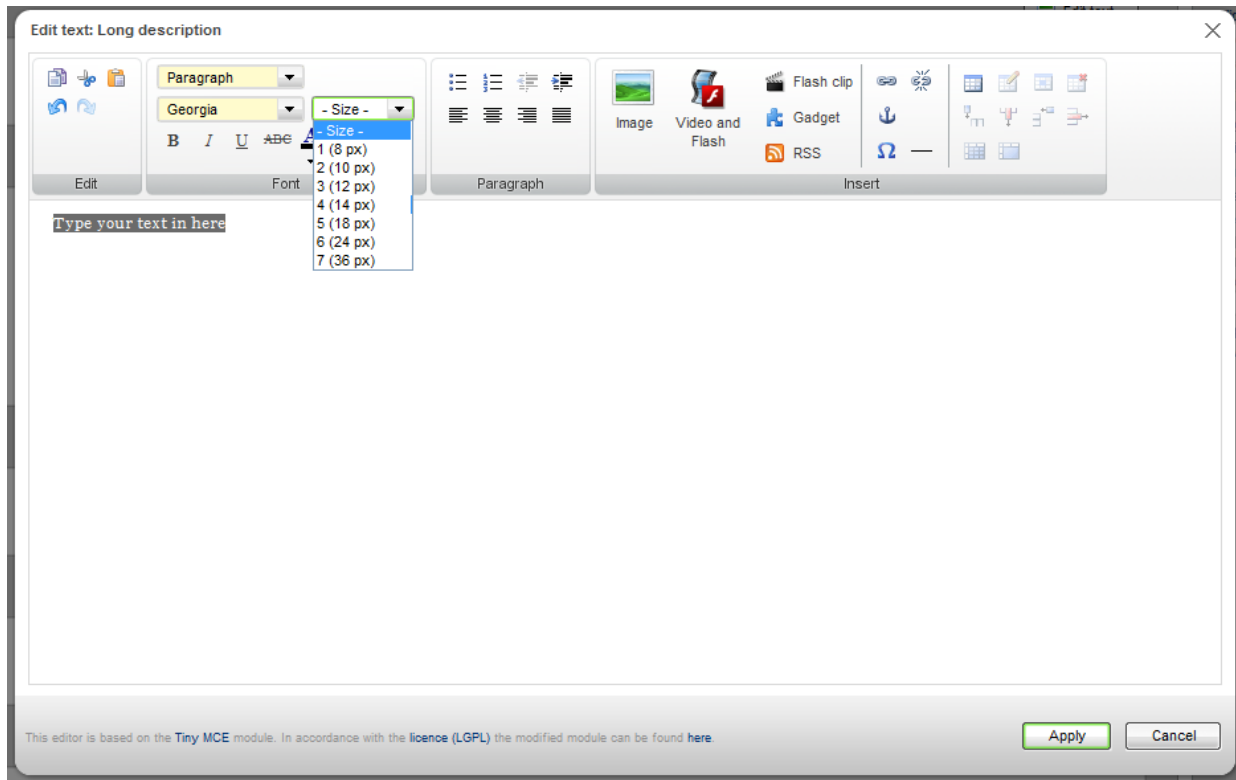 Edit text: Long description
Paragraph
Georgia
- Size -
B I U ABC
- Size -
1 (8 px)
2 (10 px)
3 (12 px)
4 (14 px)
5 (18 px)
6 (24 px)
7 (36 px)
Image
Video and
Flash
Flash clip
Gadget
RSS
Ω
Edit
Font
Paragraph
Insert
Type your text in here
This editor is based on the Tiny MCE module. In accordance with the licence (LGPL) the modified module can be found here.
Apply
Cancel